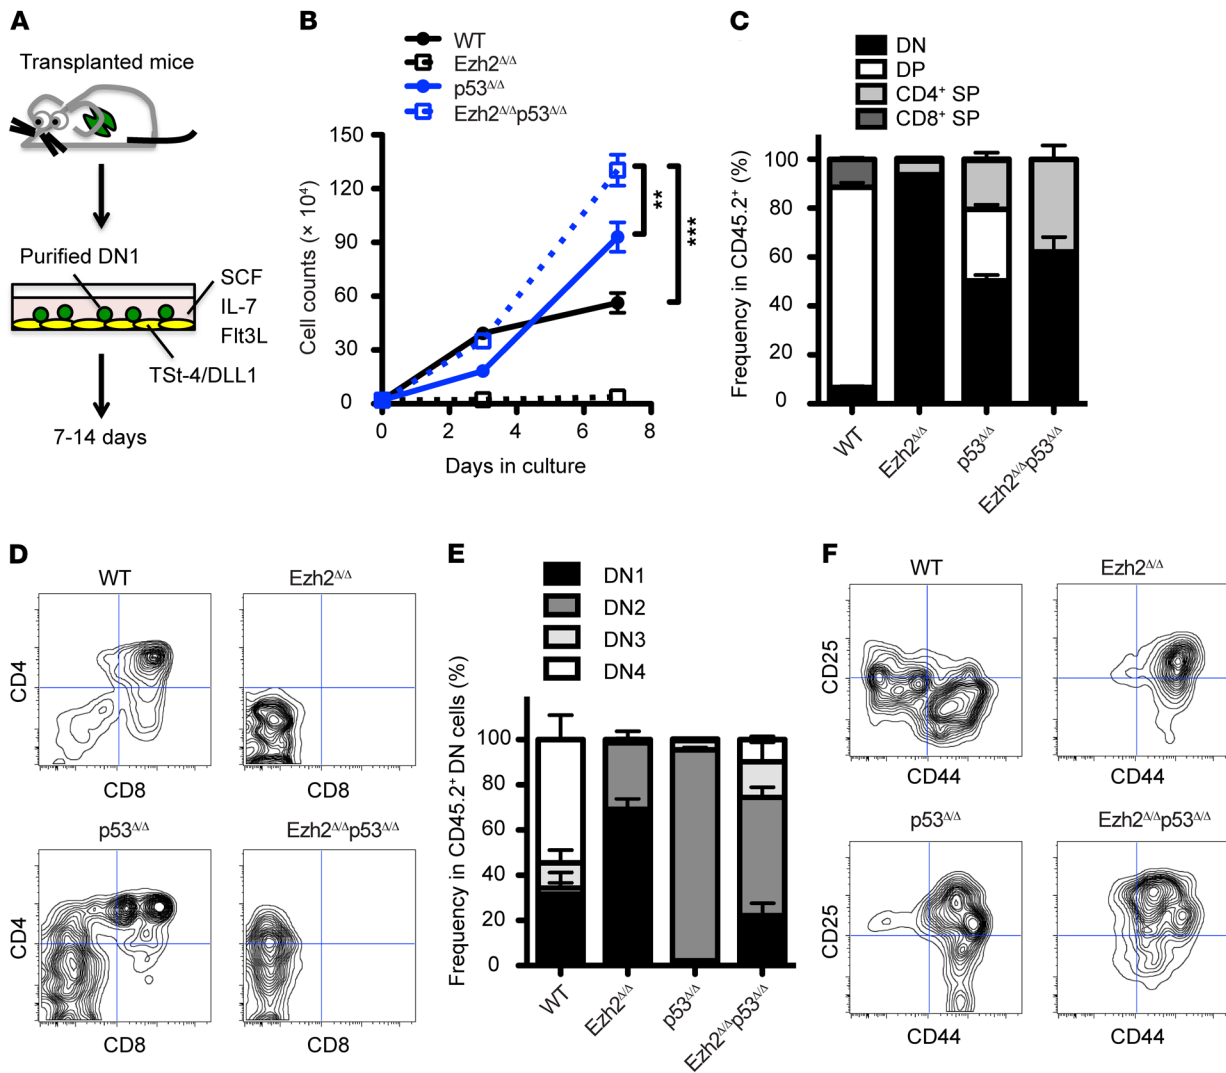 A
Transplanted mice
Purified DN1
SCF
IL-7
Flt3L
TSt-4/DLL1
7-14 days
B
WT
Ezh2Δ/Δ
p53Δ/Δ
Ezh2Δ/Δp53Δ/Δ
Cell counts (× 10⁴)
150
120
90
60
30
0
**
***
0
2
4
6
8
Days in culture
C
DN
DP
CD4⁺ SP
CD8⁺ SP
Frequency in CD45.2⁺ (%)
100
80
60
40
20
0
WT
Ezh2Δ/Δ
p53Δ/Δ
Ezh2Δ/Δp53Δ/Δ
D
WT
Ezh2Δ/Δ
CD4
CD8
CD8
p53Δ/Δ
Ezh2Δ/Δp53Δ/Δ
CD4
CD8
CD8
E
DN1
DN2
DN3
DN4
Frequency in CD45.2⁺ DN cells (%)
100
80
60
40
20
0
WT
Ezh2Δ/Δ
p53Δ/Δ
Ezh2Δ/Δp53Δ/Δ
F
WT
Ezh2Δ/Δ
CD25
CD44
CD44
p53Δ/Δ
Ezh2Δ/Δp53Δ/Δ
CD25
CD44
CD44